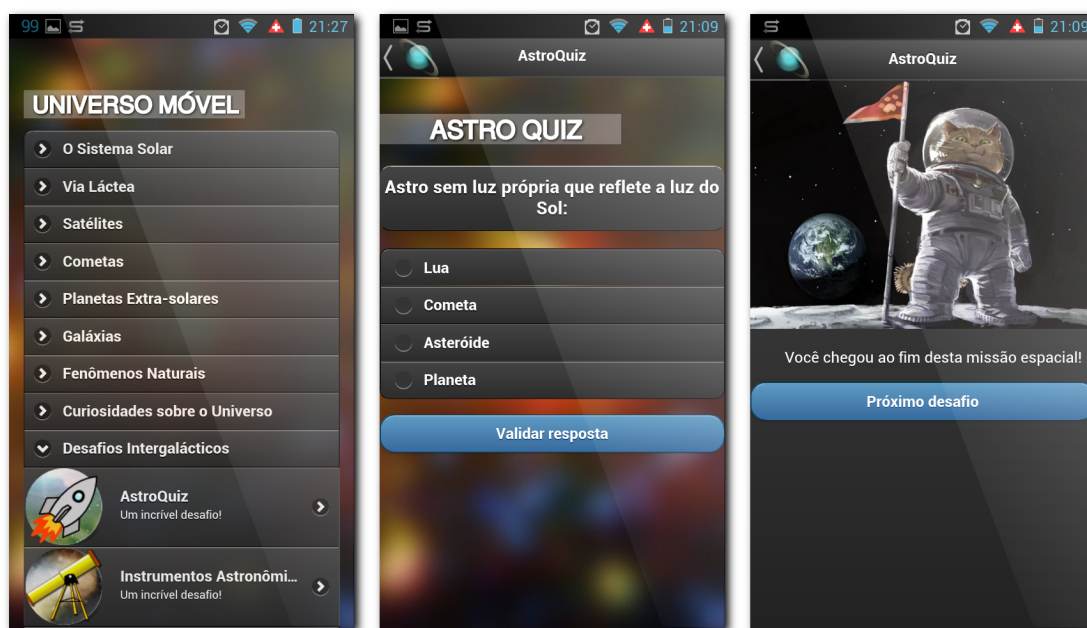 99
21:27
UNIVERSO MÓVEL
O Sistema Solar
Via Láctea
Satélites
Cometas
Planetas Extra-solares
Galáxias
Fenômenos Naturais
Curiosidades sobre o Universo
Desafios Intergalácticos
AstroQuiz
Um incrível desafio!
Instrumentos Astronômi...
Um incrível desafio!
21:09
AstroQuiz
ASTRO QUIZ
Astro sem luz própria que reflete a luz do
Sol:
Lua
Cometa
Asteróide
Planeta
Validar resposta
21:09
AstroQuiz
Você chegou ao fim desta missão espacial!
Próximo desafio